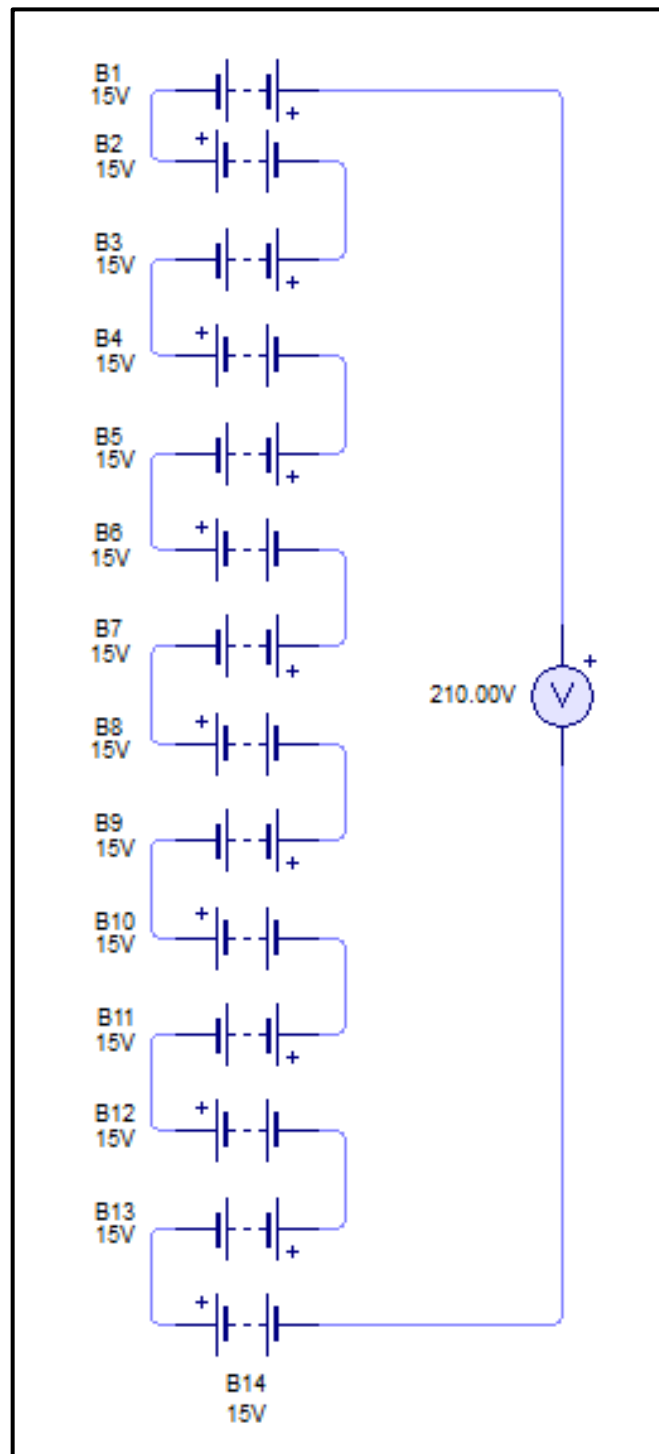 B1
15V
+
+
B2
15V
B3
15V
+
+
B4
15V
B5
15V
+
+
B6
15V
B7
15V
+
+
210.00V
V
+
B8
15V
+
B9
15V
+
+
B10
15V
B11
15V
+
+
B12
15V
B13
15V
+
+
B14
15V